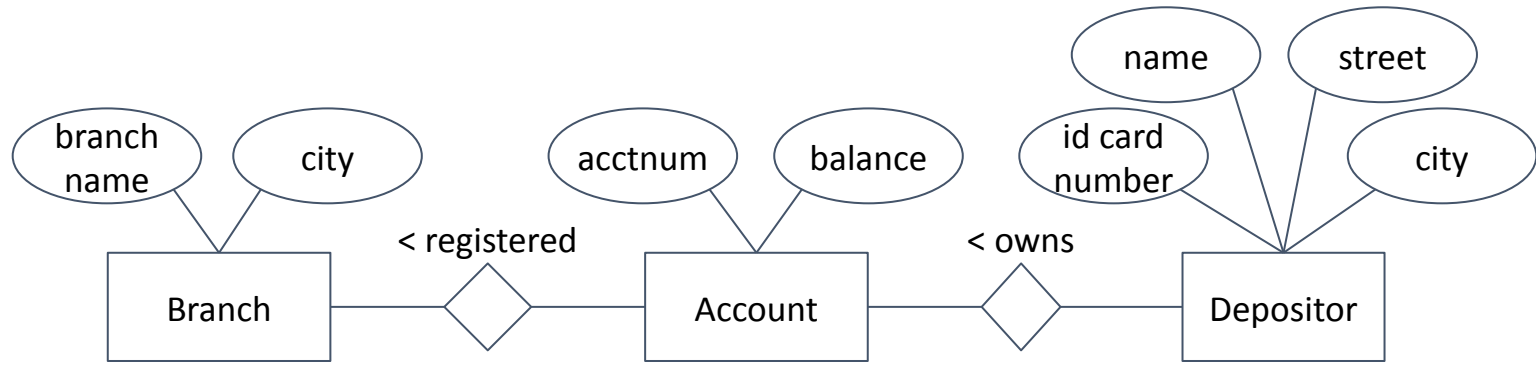 name
street
branch
name
city
acctnum
balance
id card
number
city
< registered
< owns
Branch
Account
Depositor